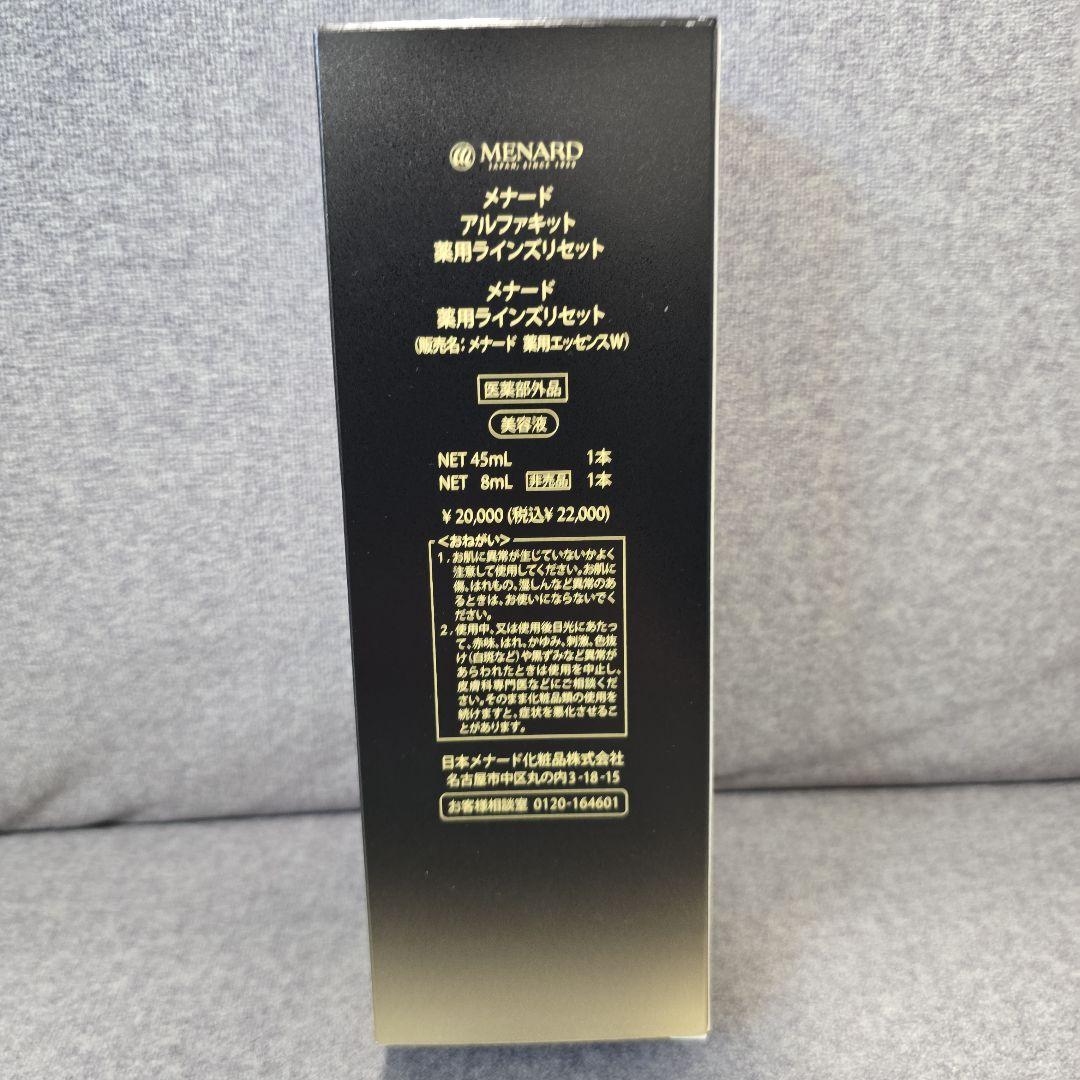 MENARD
JAPAN, SINCE 1959
メナード
アルファキット
薬用ラインズリセット
メナード
薬用ラインズリセット
(販売名:メナード 薬用エッセンスW)
医薬部外品
美容液
NET 45mL 1本
NET 8mL 非売品 1本
¥20,000 (税込¥22,000)
<おねがい>
1.お肌に異常が生じていないかよく
注意して使用してください。お肌に
傷、はれもの、湿しんなど異常のあ
るときは、お使いにならないでく
ださい。
2.使用中、又は使用後日光にあたっ
て、赤味、はれ、かゆみ、刺激、色抜
け(白斑など)や黒ずみなど異常が
あらわれたときは使用を中止し、
皮膚科専門医などにご相談くだ
さい。そのまま化粧品類の使用を
続けますと、症状を悪化させるこ
とがあります。
日本メナード化粧品株式会社
名古屋市中区丸の内3-18-15
お客様相談室 0120-164601